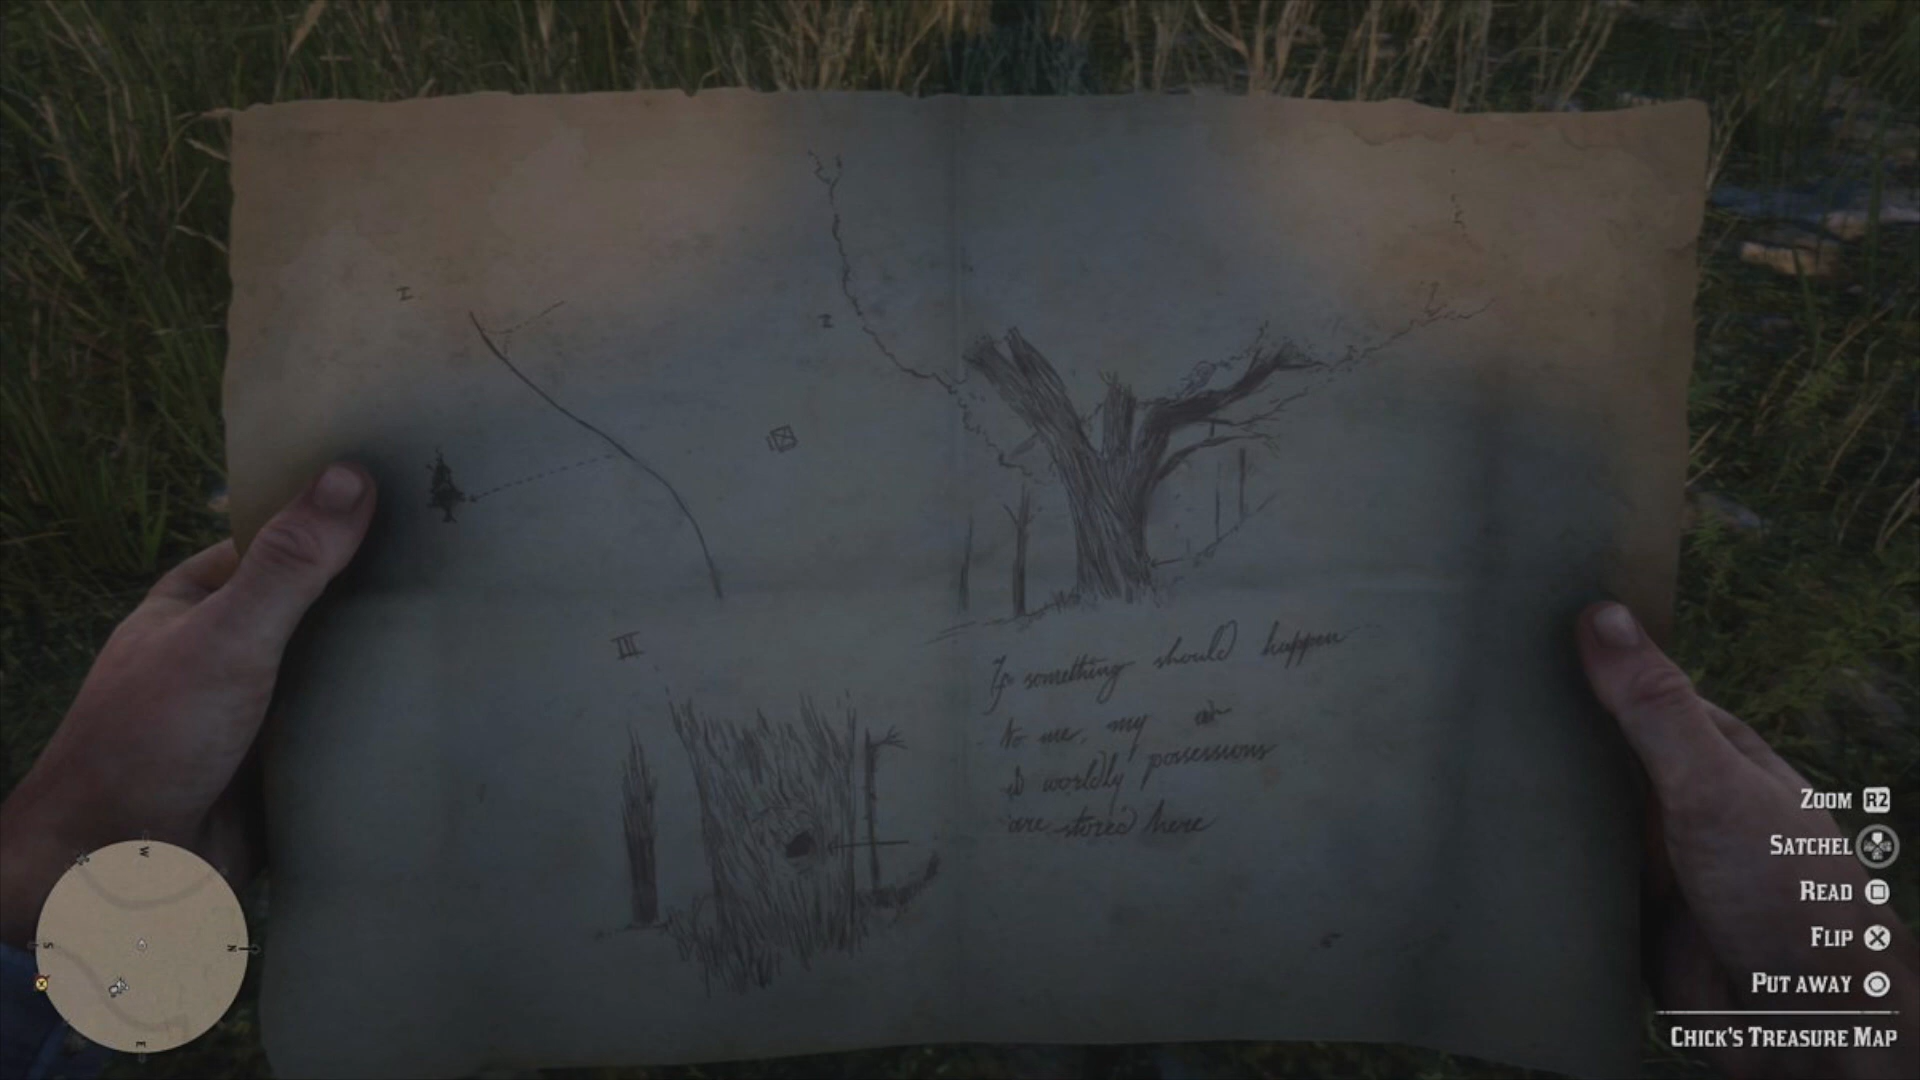 I
I
III
If something should happen
to me, my
worldly possessions
are stored here
W
S
N
E
ZOOM R2
SATCHEL
READ
FLIP
PUT AWAY
CHICK'S TREASURE MAP